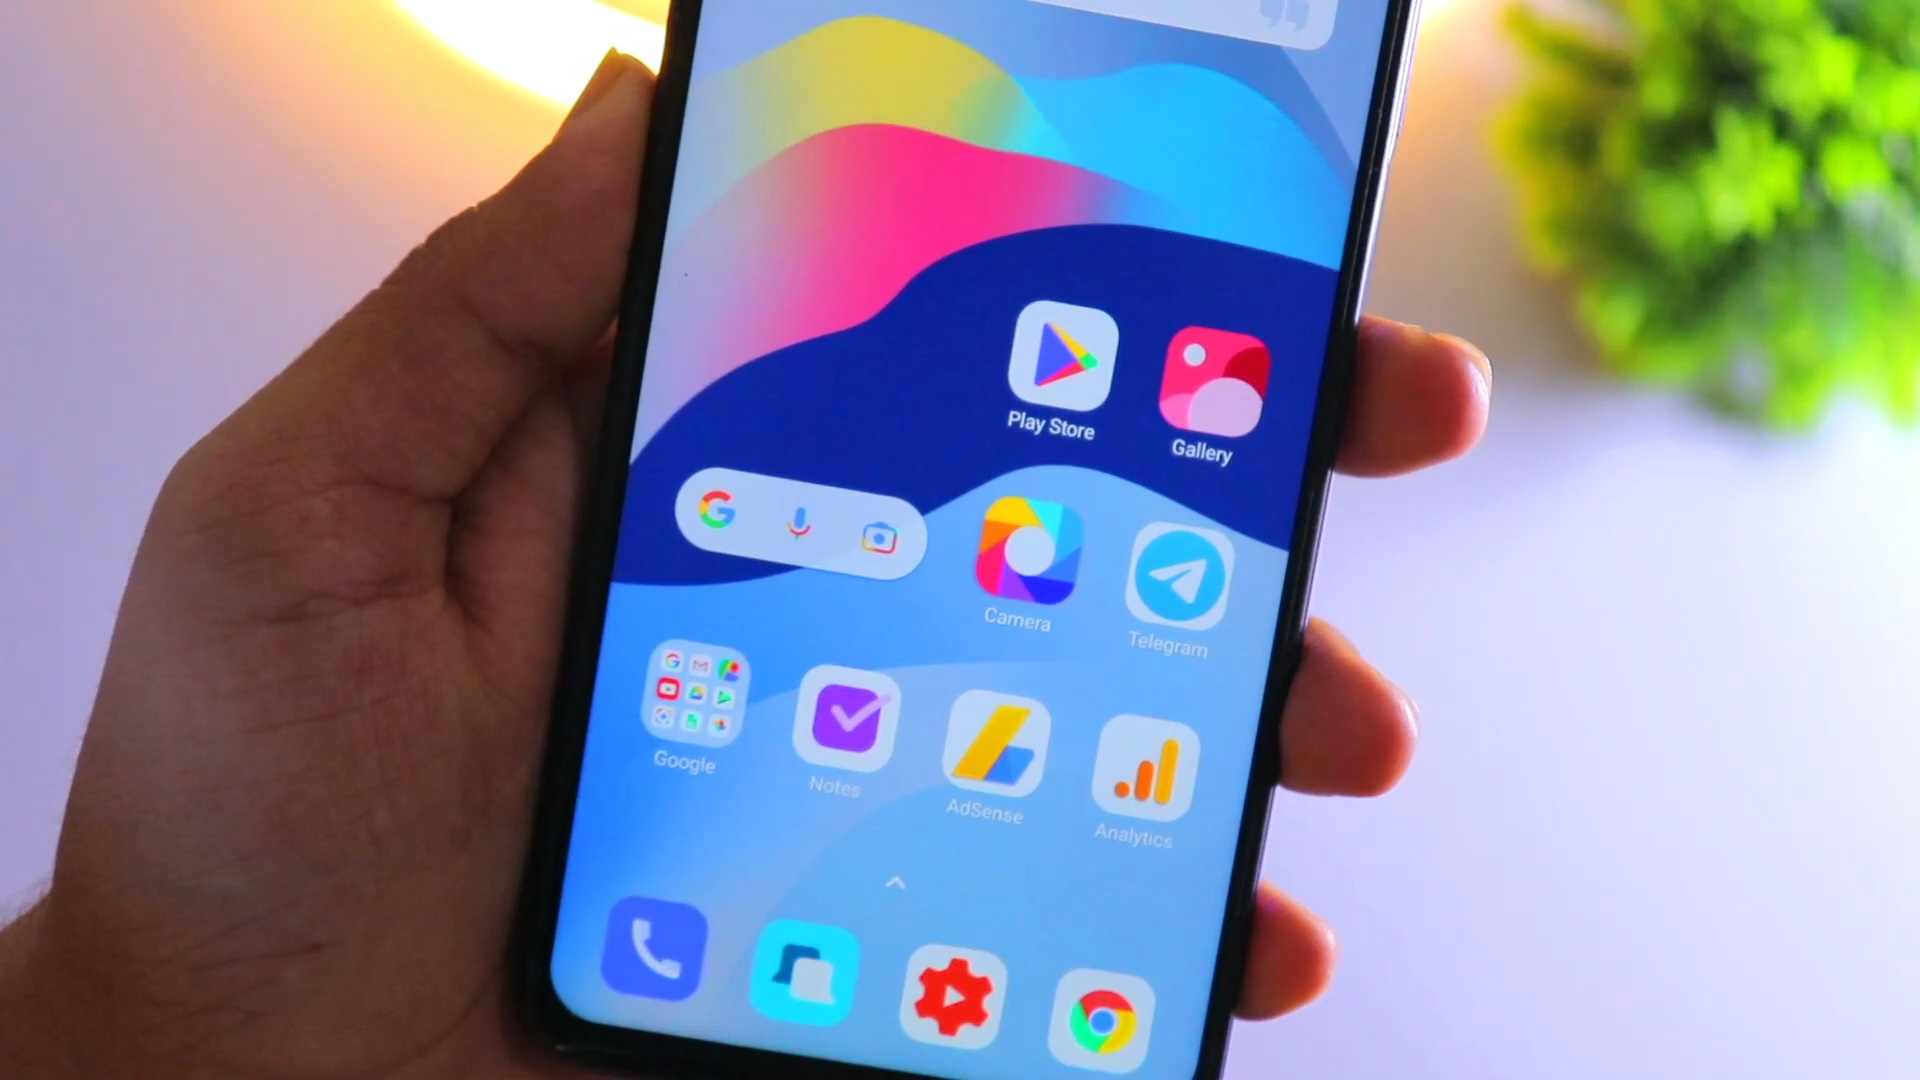 Play Store
Gallery
G
Camera
Telegram
Google
Notes
AdSense
Analytics